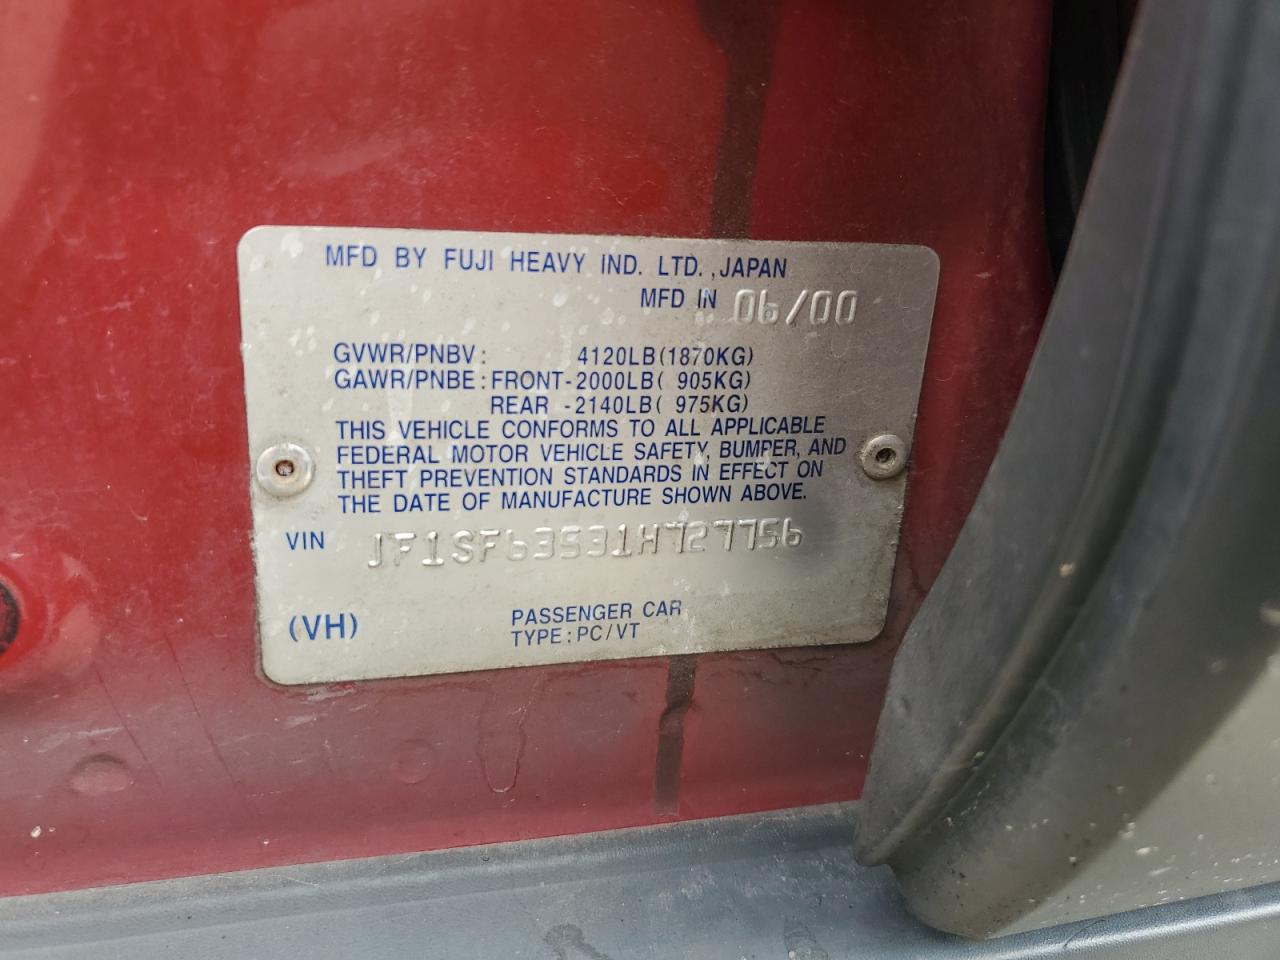 MFD BY FUJI HEAVY IND. LTD. ,JAPAN
MFD IN 06/00
GVWR/PNBV: 4120LB(1870KG)
GAWR/PNBE: FRONT-2000LB( 905KG)
REAR -2140LB( 975KG)
THIS VEHICLE CONFORMS TO ALL APPLICABLE
FEDERAL MOTOR VEHICLE SAFETY, BUMPER, AND
THEFT PREVENTION STANDARDS IN EFFECT ON
THE DATE OF MANUFACTURE SHOWN ABOVE.
VIN JF1SF63531H727756
(VH) PASSENGER CAR
TYPE: PC/VT